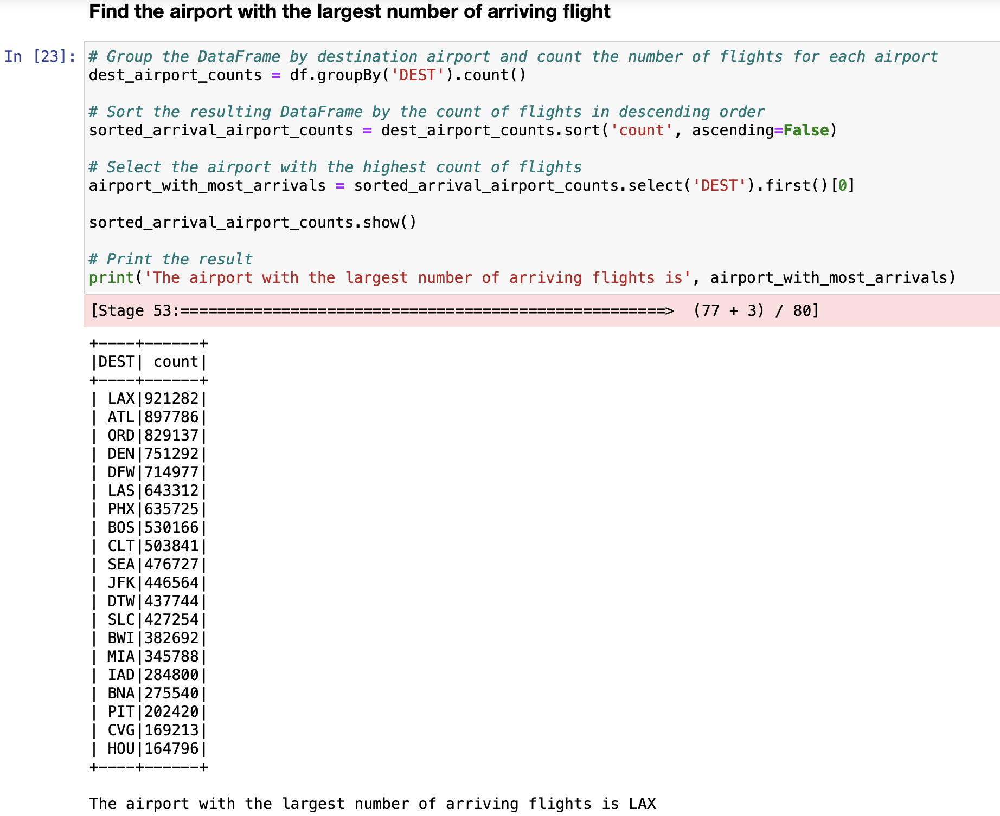 Find the airport with the largest number of arriving flight
In [23]:
# Group the DataFrame by destination airport and count the number of flights for each airport
dest_airport_counts = df.groupBy('DEST').count()
# Sort the resulting DataFrame by the count of flights in descending order
sorted_arrival_airport_counts = dest_airport_counts.sort('count', ascending=False)
# Select the airport with the highest count of flights
airport_with_most_arrivals = sorted_arrival_airport_counts.select('DEST').first()[0]
sorted_arrival_airport_counts.show()
# Print the result
print('The airport with the largest number of arriving flights is', airport_with_most_arrivals)
[Stage 53:=====================================================> (77 + 3) / 80]
+----+------+
|DEST| count|
+----+------+
| LAX|921282|
| ATL|897786|
| ORD|829137|
| DEN|751292|
| DFW|714977|
| LAS|643312|
| PHX|635725|
| BOS|530166|
| CLT|503841|
| SEA|476727|
| JFK|446564|
| DTW|437744|
| SLC|427254|
| BWI|382692|
| MIA|345788|
| IAD|284800|
| BNA|275540|
| PIT|202420|
| CVG|169213|
| HOU|164796|
+----+------+
The airport with the largest number of arriving flights is LAX